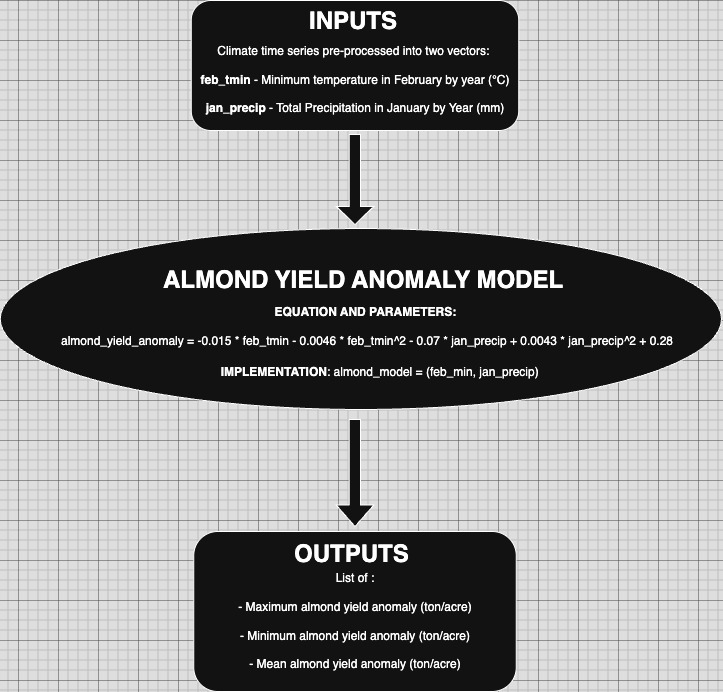 INPUTS
Climate time series pre-processed into two vectors:
feb_tmin - Minimum temperature in February by year (°C)
jan_precip - Total Precipitation in January by Year (mm)
ALMOND YIELD ANOMALY MODEL
EQUATION AND PARAMETERS:
almond_yield_anomaly = -0.015 * feb_tmin - 0.0046 * feb_tmin^2 - 0.07 * jan_precip + 0.0043 * jan_precip^2 + 0.28
IMPLEMENTATION: almond_model = (feb_min, jan_precip)
OUTPUTS
List of :
- Maximum almond yield anomaly (ton/acre)
- Minimum almond yield anomaly (ton/acre)
- Mean almond yield anomaly (ton/acre)